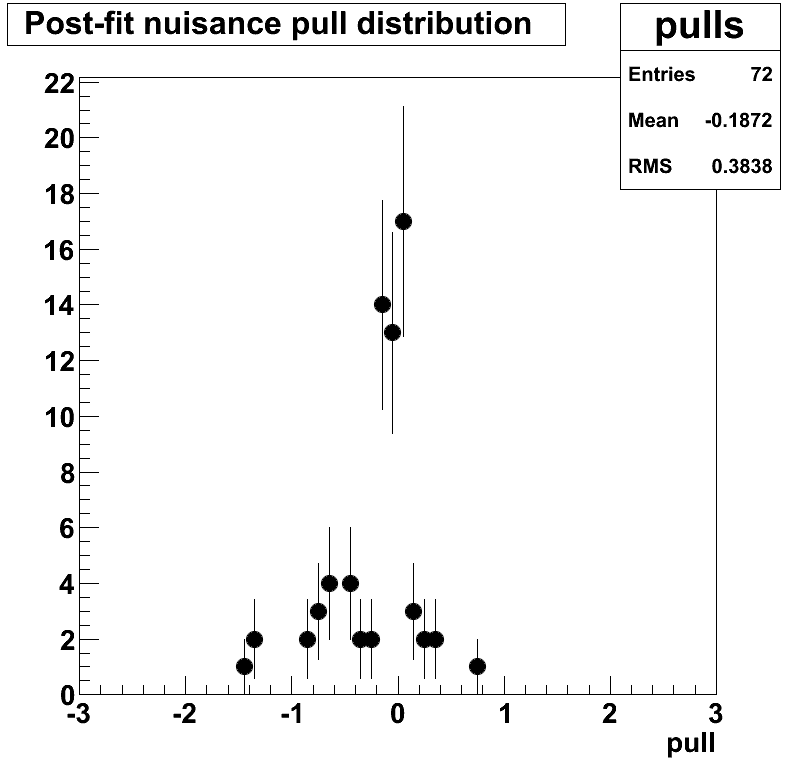 Post-fit nuisance pull distribution
pulls
Entries 72
Mean -0.1872
RMS 0.3838
22
20
18
16
14
12
10
8
6
4
2
0
-3 -2 -1 0 1 2 3
pull